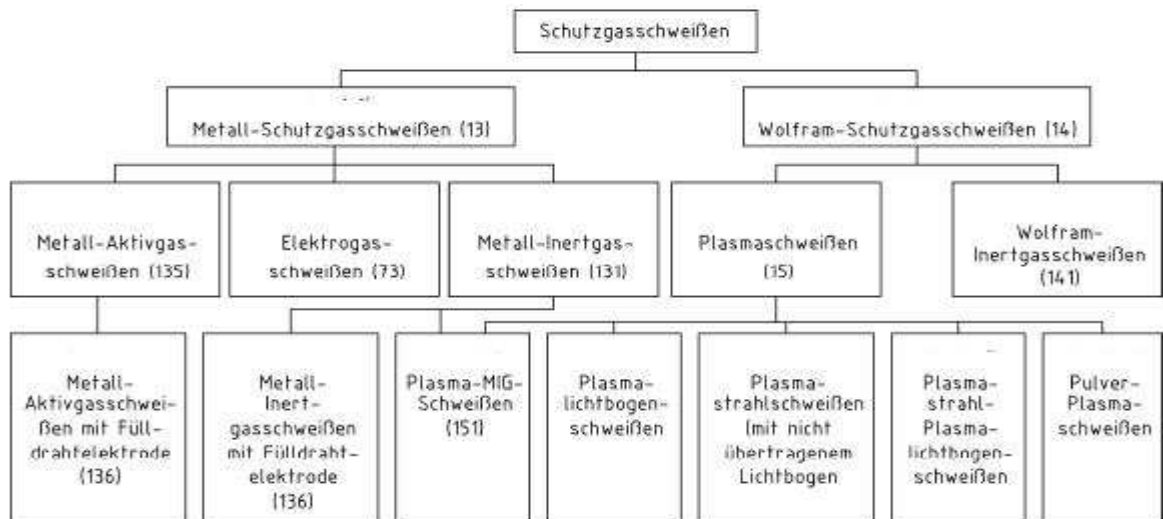 Schutzgasschweißen
Metall-Schutzgasschweißen (13)
Wolfram-Schutzgasschweißen (14)
Metall-Aktivgas-
schweißen (135)
Elektrogas-
schweißen (73)
Metall-Inertgas-
schweißen (131)
Plasmaschweißen
(15)
Wolfram-
Inertgasschweißen
(141)
Metall-
Aktivgasschwei-
ßen mit Füll-
drahtelektrode
(136)
Metall-
Inert-
gasschweißen
mit Fülldraht-
elektrode
(136)
Plasma-MIG-
Schweißen
(151)
Plasma-
lichtbogen-
schweißen
Plasma-
strahlschweißen
(mit nicht
übertragenem
Lichtbogen
Plasma-
strahl-
Plasma-
lichtbogen-
schweißen
Pulver-
Plasma-
schweißen